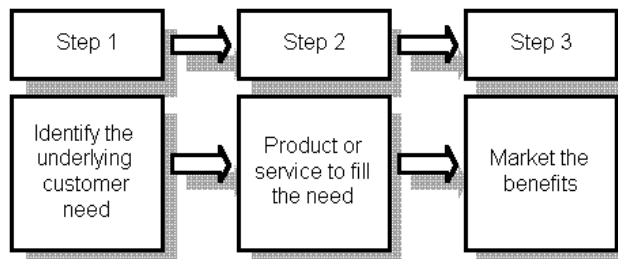 Step 1
Step 2
Step 3
Identify the
underlying
customer
need
Product or
service to fill
the need
Market the
benefits